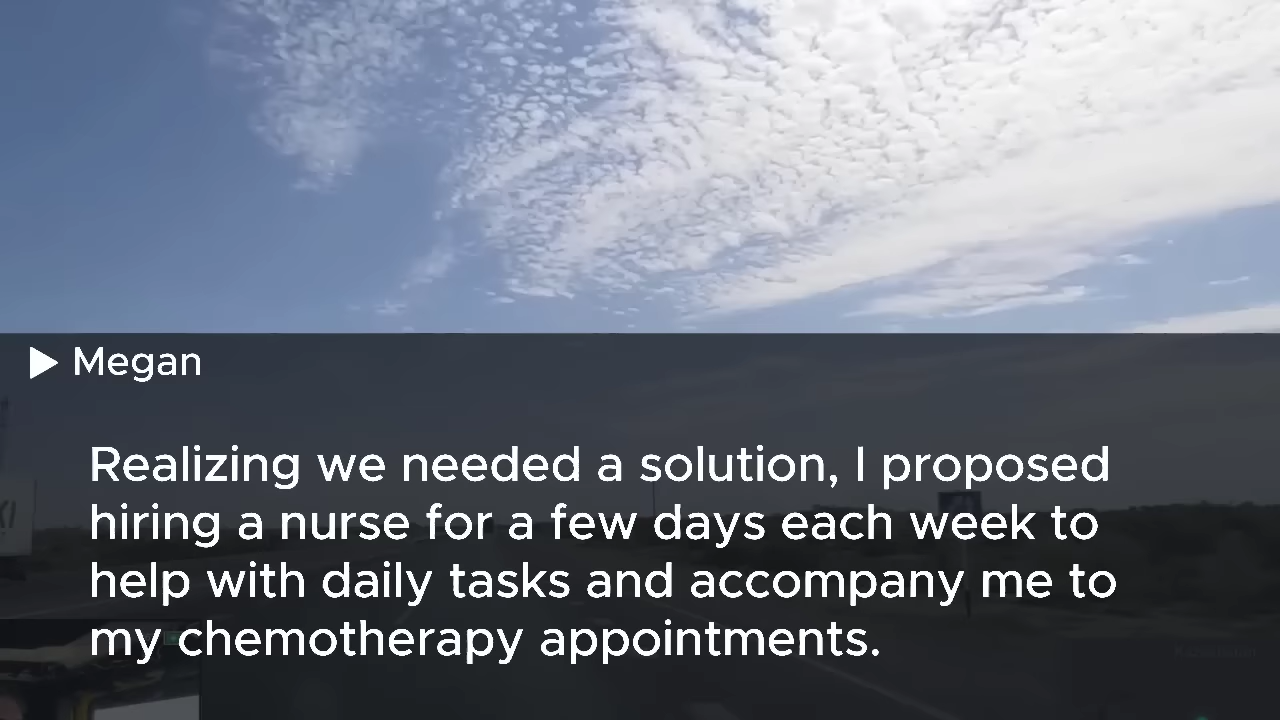 Megan
Realizing we needed a solution, I proposed
hiring a nurse for a few days each week to
help with daily tasks and accompany me to
my chemotherapy appointments.